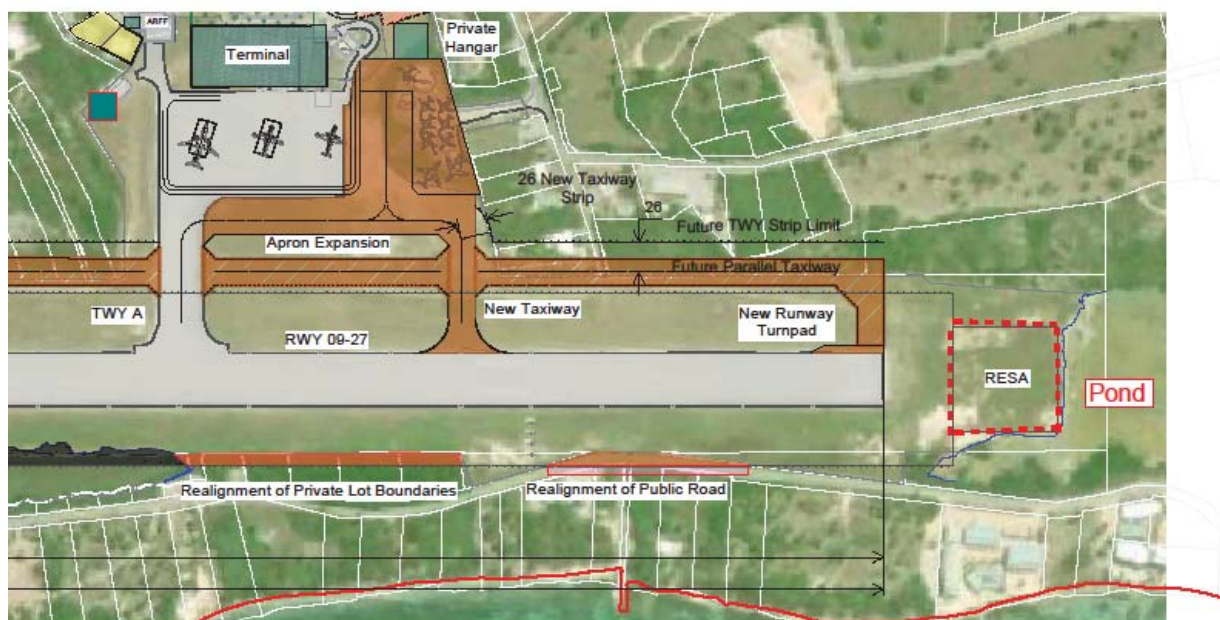 ARFF
Private
Hangar
Terminal
26 New Taxiway
Strip
26
Future TWY Strip Limit
Apron Expansion
Future Parallel Taxiway
TWY A
New Taxiway
New Runway
Turnpad
RWY 09-27
RESA
Pond
Realignment of Private Lot Boundaries
Realignment of Public Road